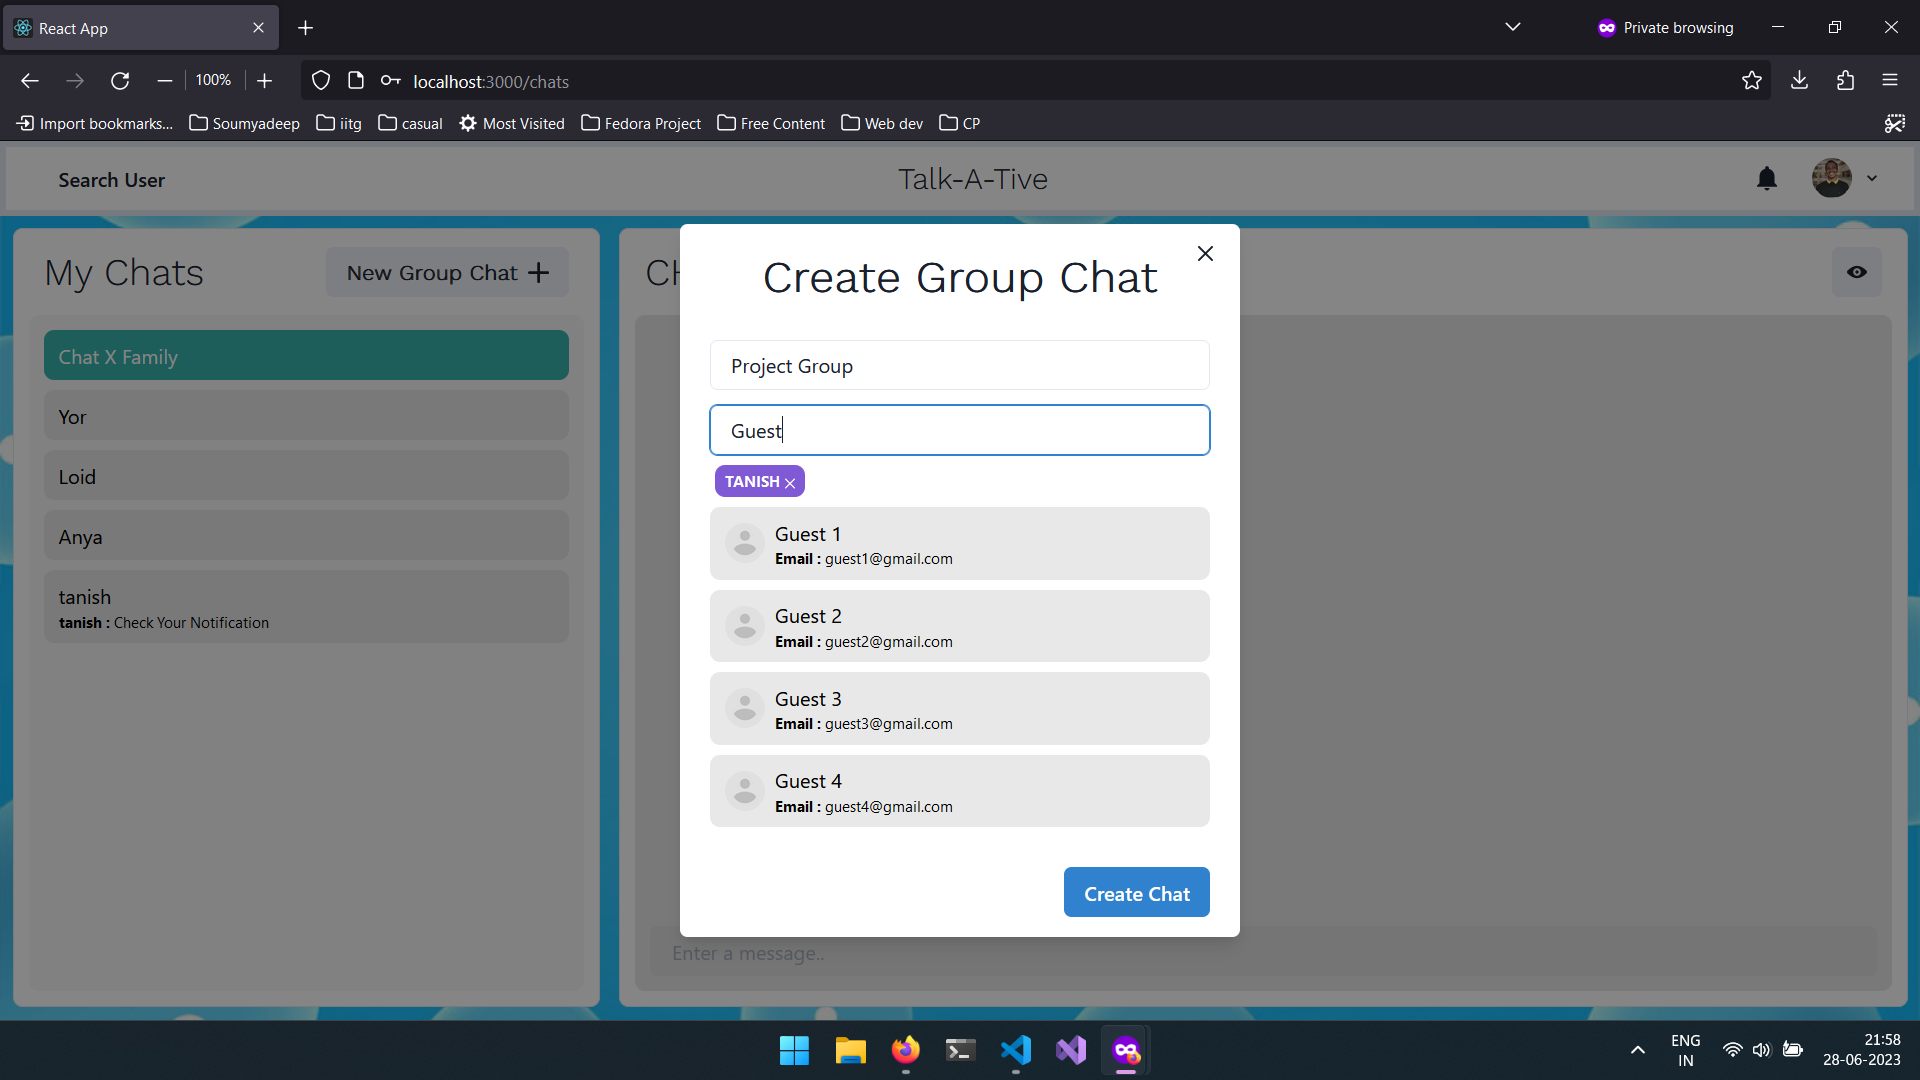 React App
Private browsing
100%
localhost:3000/chats
Import bookmarks...
Soumyadeep
iitg
casual
Most Visited
Fedora Project
Free Content
Web dev
CP
Search User
Talk-A-Tive
My Chats
New Group Chat
Chat X Family
Yor
Loid
Anya
tanish
tanish : Check Your Notification
CH
Create Group Chat
Project Group
Guest
TANISH
Guest 1
Email : guest1@gmail.com
Guest 2
Email : guest2@gmail.com
Guest 3
Email : guest3@gmail.com
Guest 4
Email : guest4@gmail.com
Create Chat
Enter a message..
ENG
IN
21:58
28-06-2023